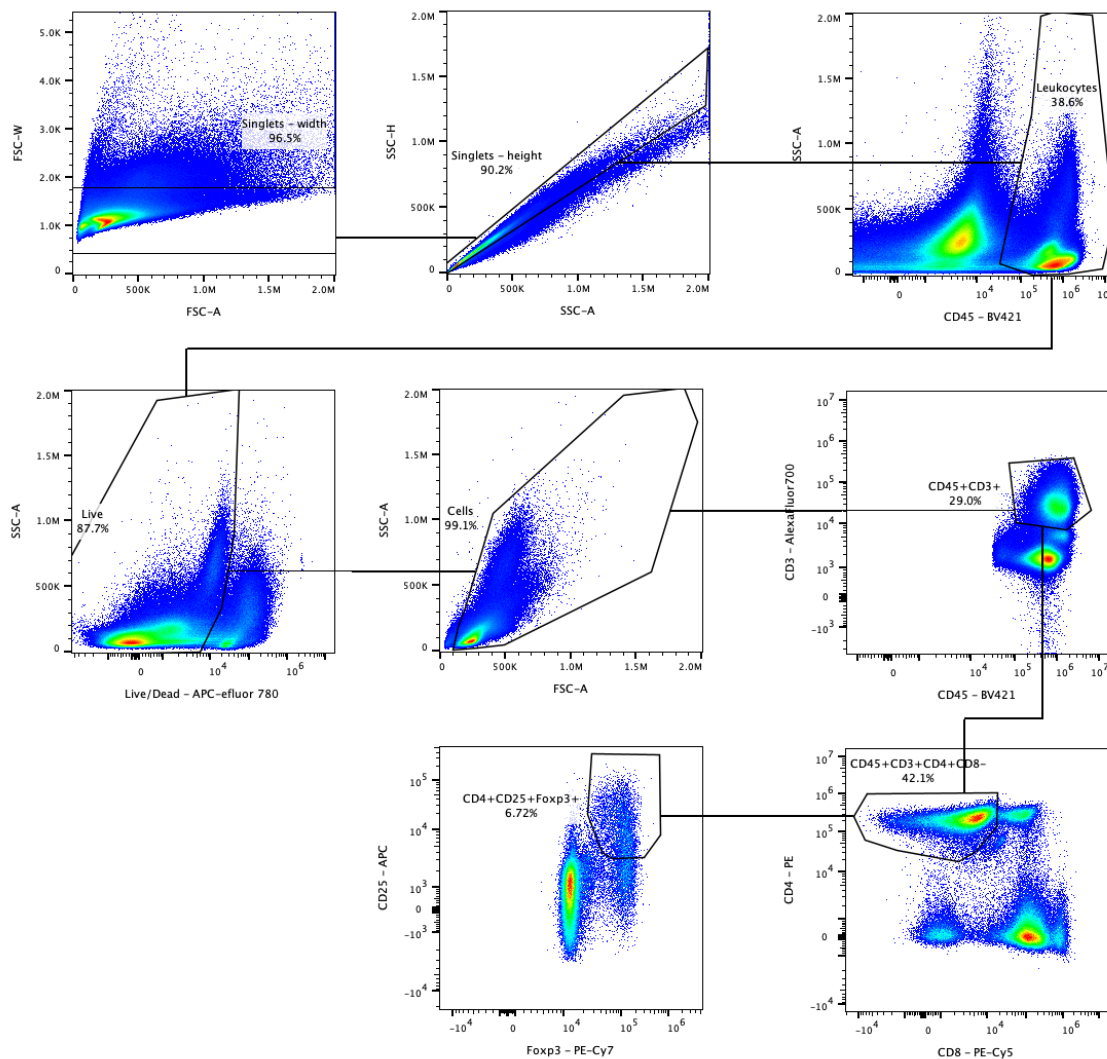 5.0M
4.0M
3.0M
2.0M
1.0M
0
FSC-W
Singlets - width
96.5%
0 500K 1.0M 1.5M 2.0M
FSC-A
2.0M
1.5M
1.0M
500K
0
SSC-H
Singlets - height
90.2%
0 500K 1.0M 1.5M 2.0M
SSC-A
2.0M
1.5M
1.0M
500K
0
SSC-A
Leukocytes
38.6%
0 10^4 10^5 10^6
CD45 - BV421
2.0M
1.5M
1.0M
500K
0
SSC-A
Live
87.7%
0 10^4 10^6
Live/Dead - APC-efluor 780
2.0M
1.5M
1.0M
500K
0
SSC-A
Cells
99.1%
0 500K 1.0M 1.5M 2.0M
FSC-A
10^7
10^6
10^5
10^4
10^3
0
-10^3
CD3 - AlexaFluor700
CD45+CD3+
29.0%
10^4 10^5 10^6 10^7
CD45 - BV421
10^5
10^4
10^3
0
-10^3
-10^4
CD25 - APC
CD4+CD25+Foxp3+
6.72%
-10^4 0 10^4 10^5 10^6
Foxp3 - PE-Cy7
10^7
10^6
10^5
10^4
0
-10^4
CD4 - PE
CD45+CD3+CD4+CD8-
42.1%
-10^4 0 10^4 10^5 10^6
CD8 - PE-Cy5